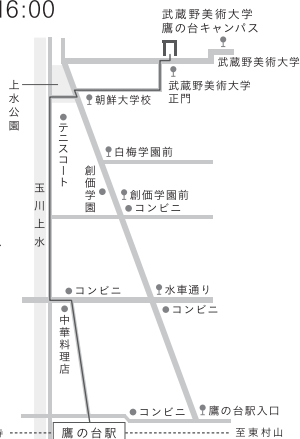 16:00
武蔵野美術大学
鷹の台キャンパス
武蔵野美術大学
武蔵野美術大学
正門
上水公園
朝鮮大学校
テニスコート
白梅学園前
創価学園
創価学園前
コンビニ
玉川上水
コンビニ
水車通り
コンビニ
中華料理店
コンビニ
鷹の台駅入口
鷹の台駅
至東村山